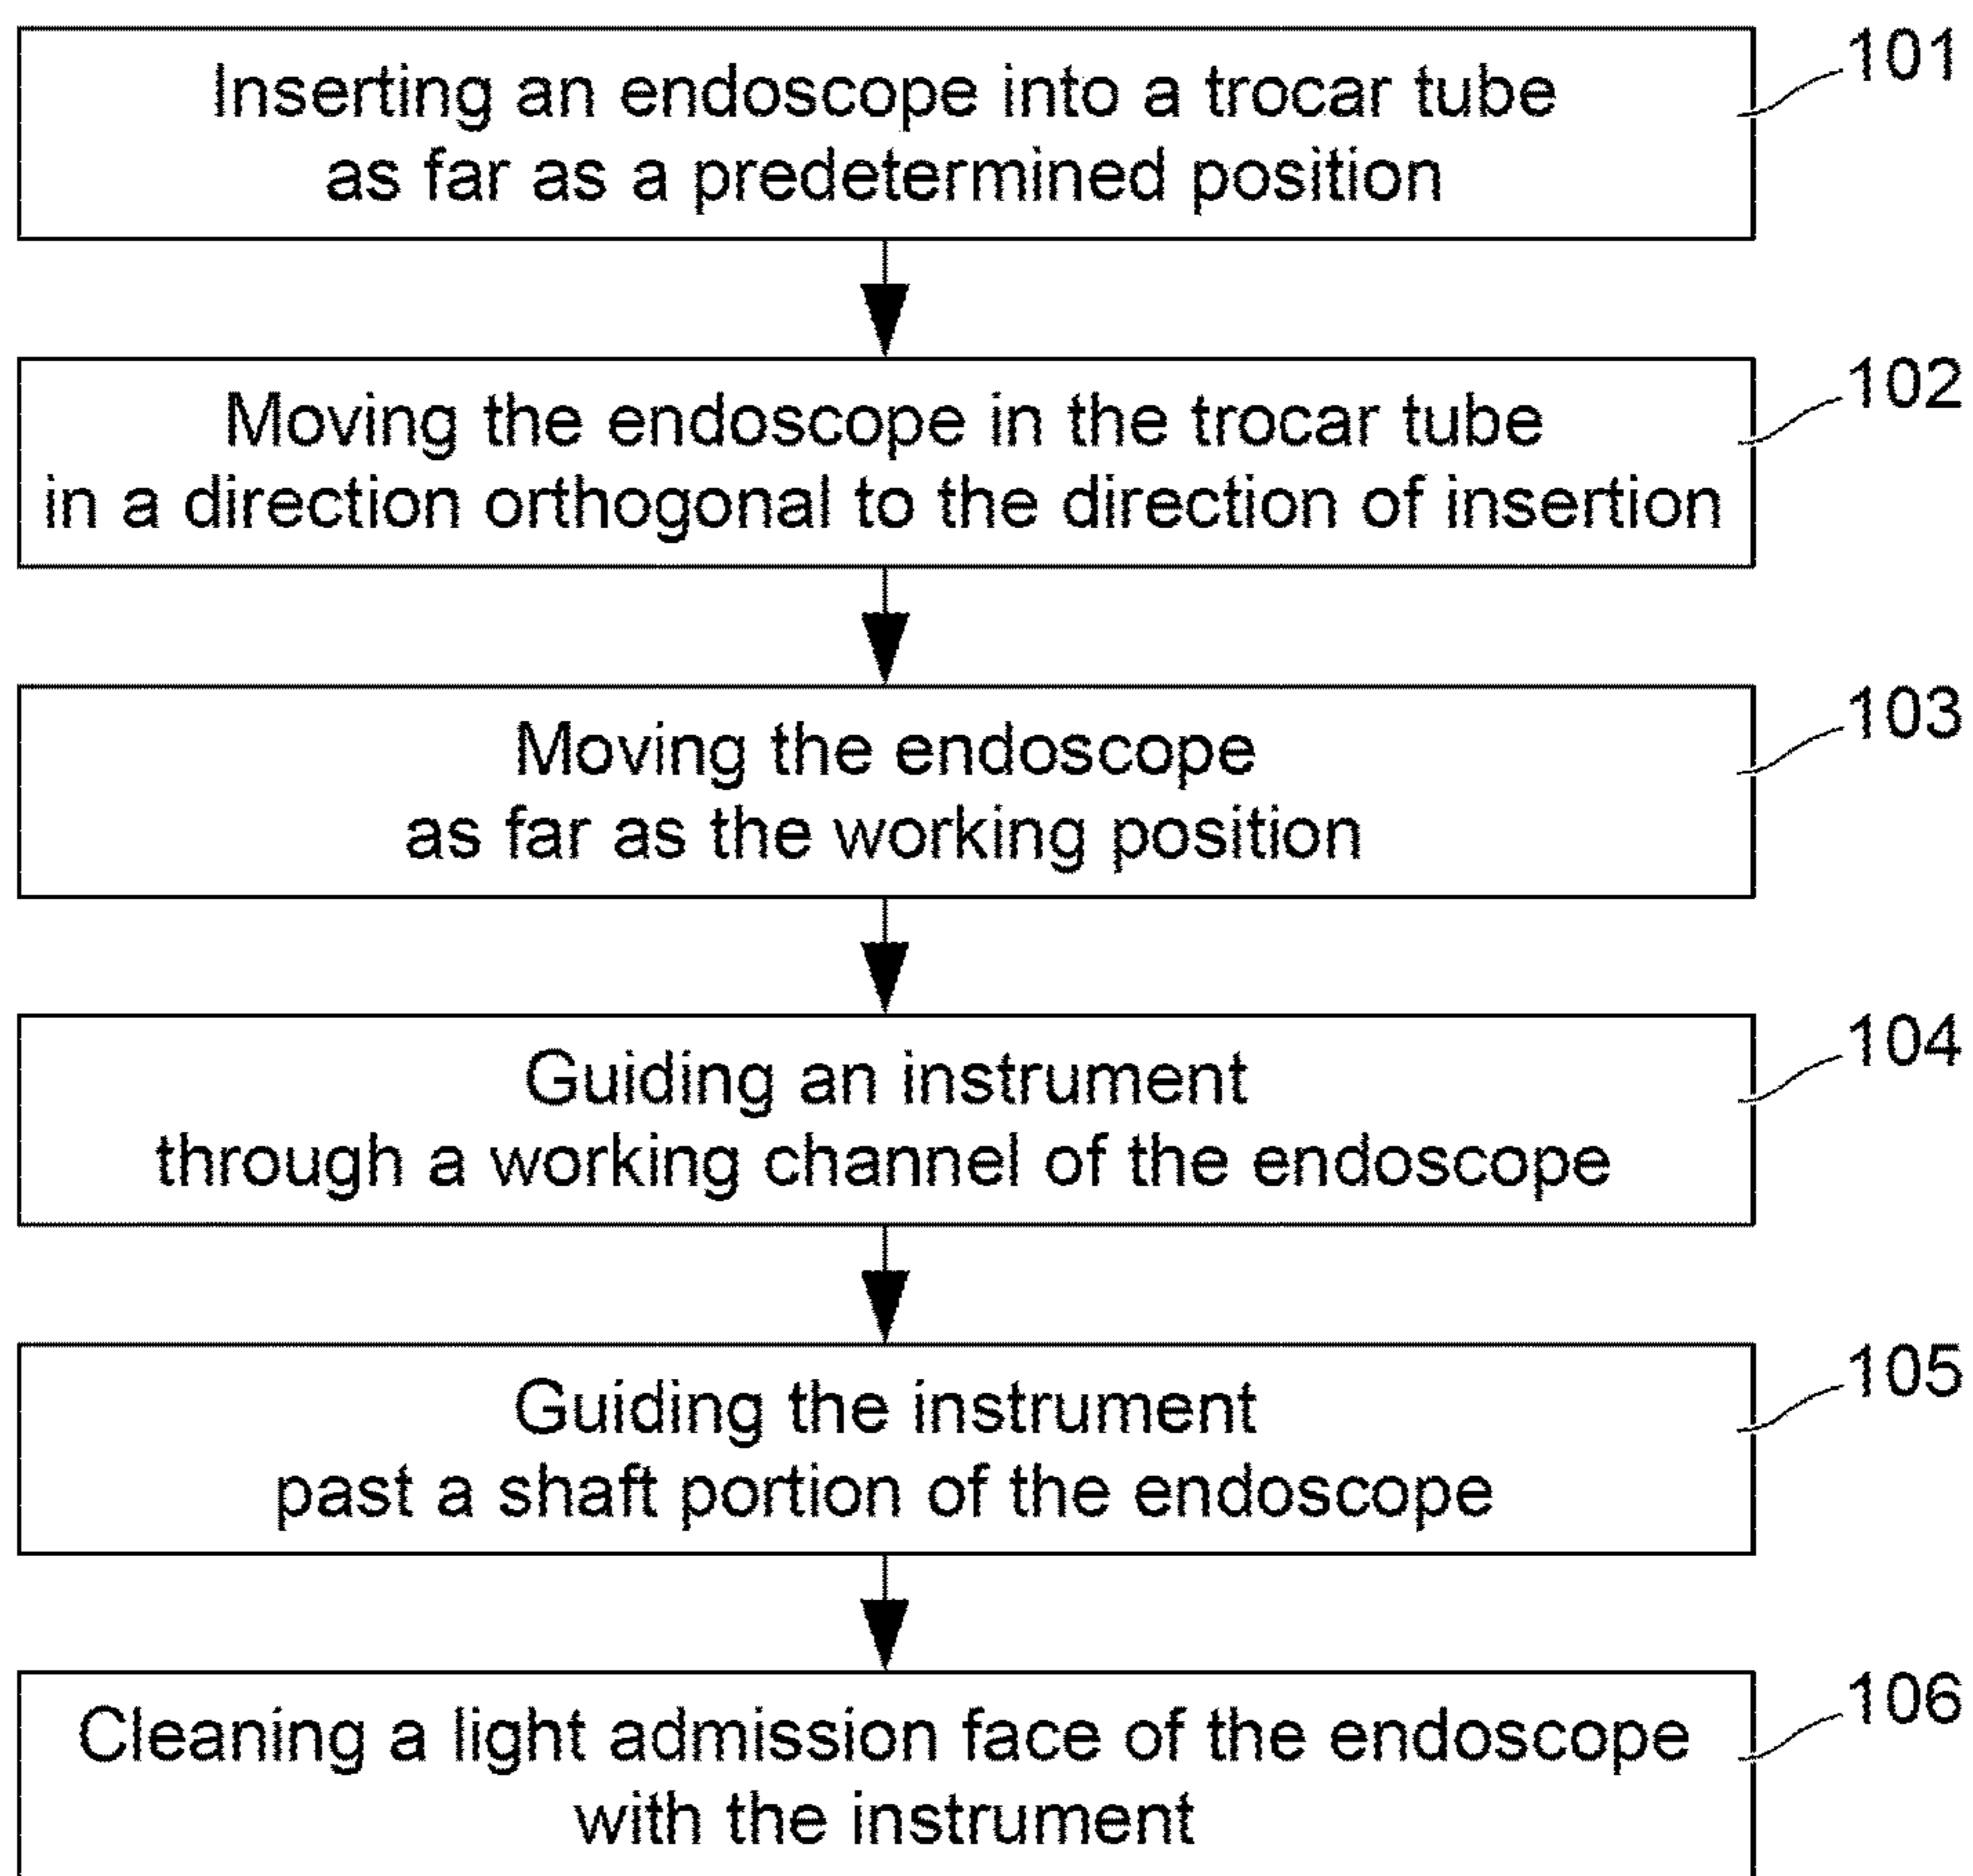 Inserting an endoscope into a trocar tube
as far as a predetermined position
101
Moving the endoscope in the trocar tube
in a direction orthogonal to the direction of insertion
102
Moving the endoscope
as far as the working position
103
Guiding an instrument
through a working channel of the endoscope
104
Guiding the instrument
past a shaft portion of the endoscope
105
Cleaning a light admission face of the endoscope
with the instrument
106